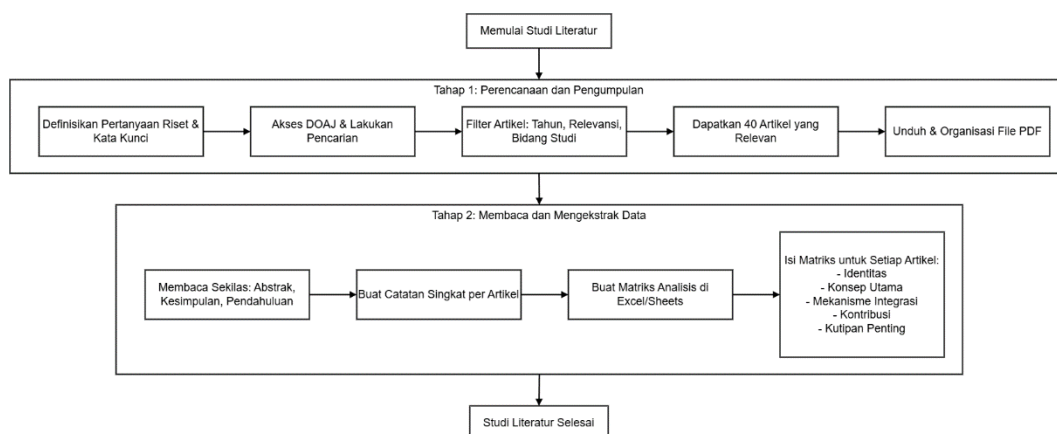 Memulai Studi Literatur
Tahap 1: Perencanaan dan Pengumpulan
Definisikan Pertanyaan Riset &
Kata Kunci
Akses DOAJ & Lakukan
Pencarian
Filter Artikel: Tahun, Relevansi,
Bidang Studi
Dapatkan 40 Artikel yang
Relevan
Unduh & Organisasi File PDF
Tahap 2: Membaca dan Mengekstrak Data
Membaca Sekilas: Abstrak,
Kesimpulan, Pendahuluan
Buat Catatan Singkat per Artikel
Buat Matriks Analisis di
Excel/Sheets
Isi Matriks untuk Setiap Artikel:
- Identitas
- Konsep Utama
- Mekanisme Integrasi
- Kontribusi
- Kutipan Penting
Studi Literatur Selesai